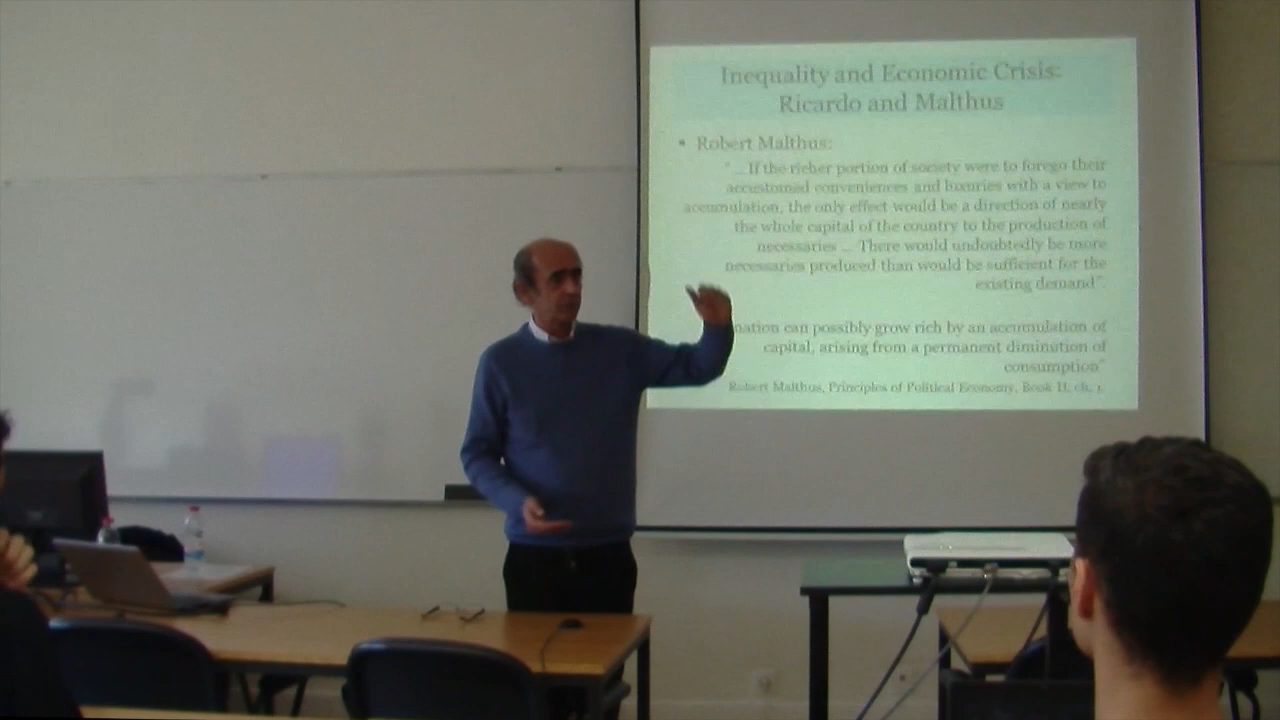 Inequality and Economic Crisis:
Ricardo and Malthus
• Robert Malthus:
" ... If the richer portion of society were to forego their
accustomed conveniences and luxuries with a view to
accumulation, the only effect would be a direction of nearly
the whole capital of the country to the production of
necessaries ... There would undoubtedly be more
necessaries produced than would be sufficient for the
existing demand".
nation can possibly grow rich by an accumulation of
capital, arising from a permanent diminution of
consumption"
Robert Malthus, Principles of Political Economy, Book II, ch. 1.